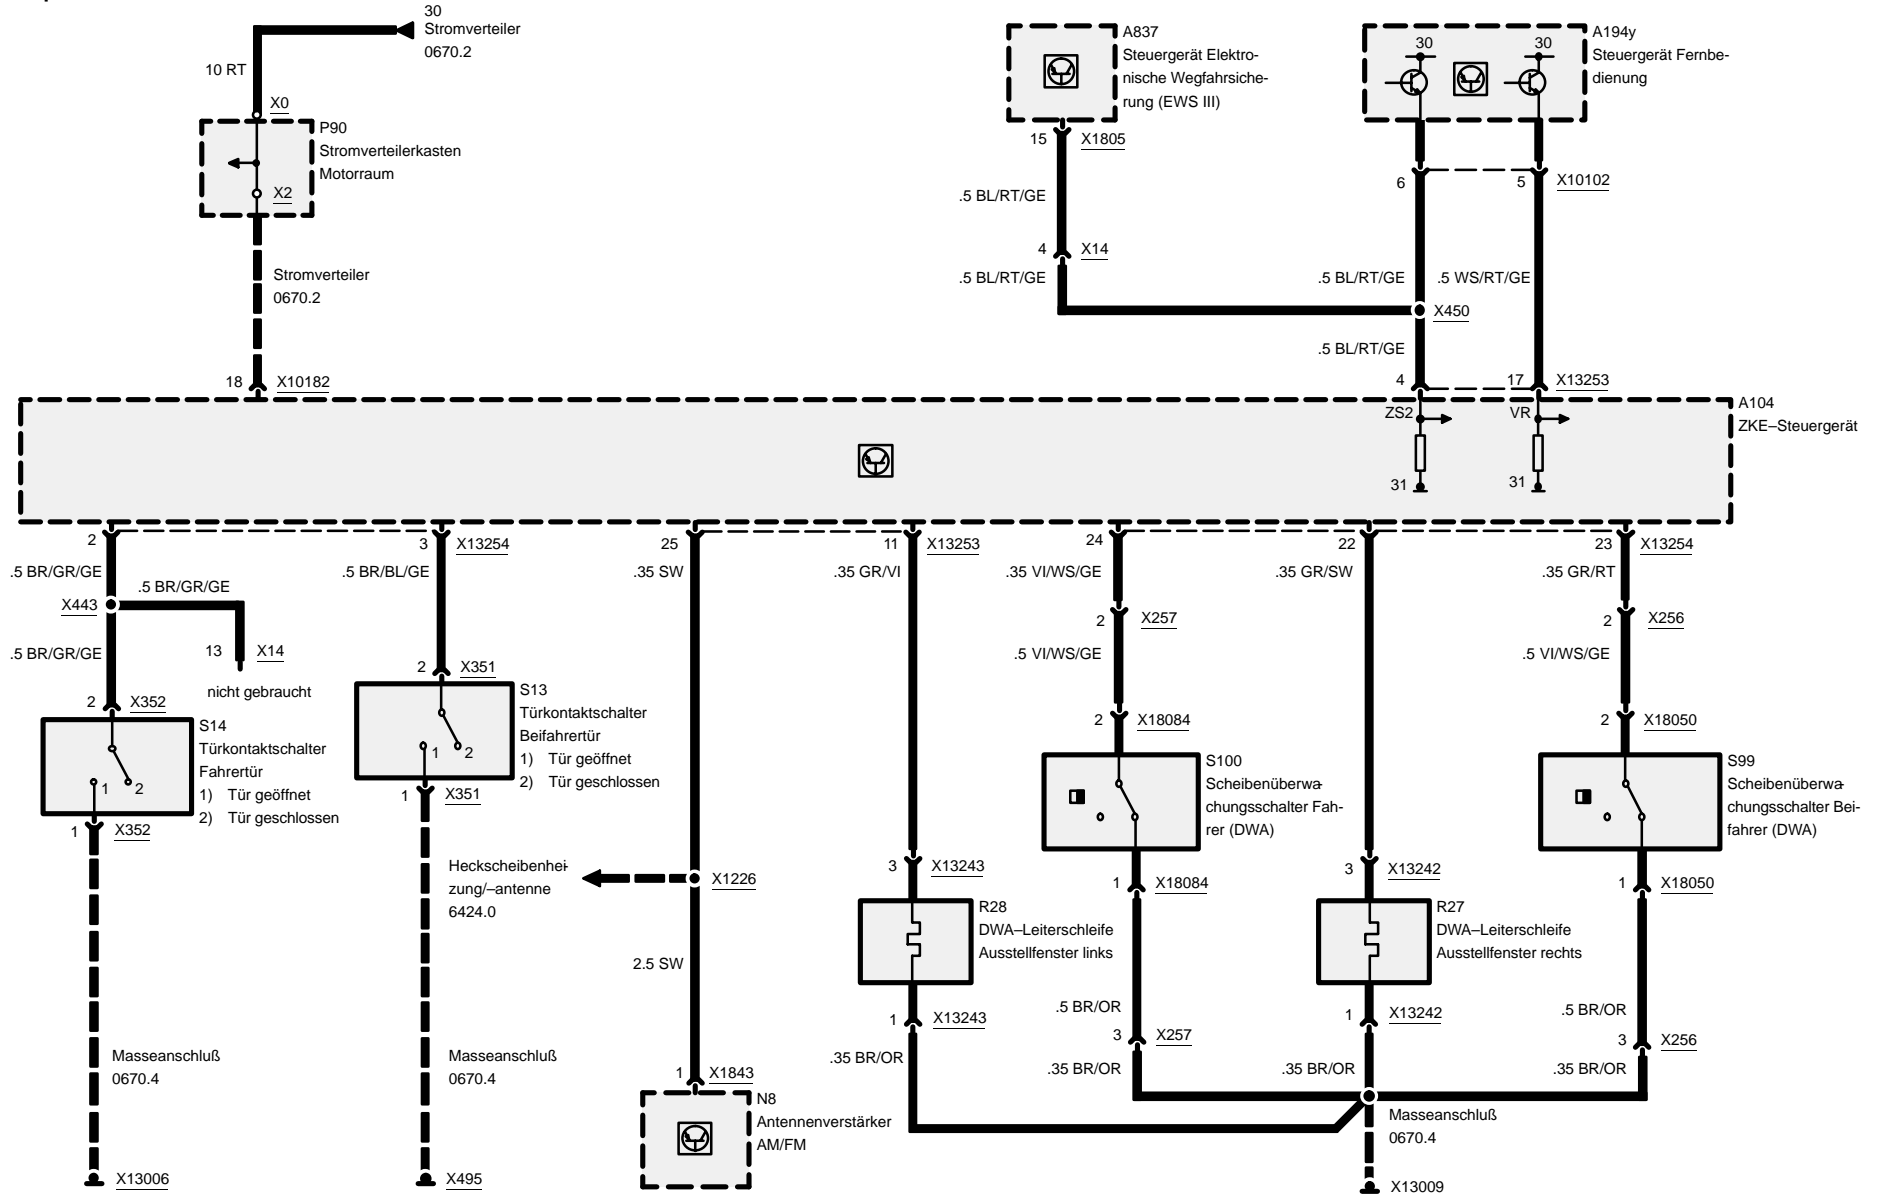 30
Stromverteiler
0670.2
10 RT
X0
P90
Stromverteilerkasten
Motorraum
X2
Stromverteiler
0670.2
18
X10182
A837
Steuergerät Elektro-
nische Wegfahrsiche-
rung (EWS III)
15
X1805
.5 BL/RT/GE
4
X14
.5 BL/RT/GE
30
30
A194y
Steuergerät Fernbe-
dienung
6
5
X10102
.5 BL/RT/GE
.5 WS/RT/GE
X450
.5 BL/RT/GE
4
17
X13253
ZS2
VR
31
31
A104
ZKE–Steuergerät
2
3
X13254
25
11
X13253
24
22
23
X13254
.5 BR/GR/GE
.5 BR/GR/GE
X443
.5 BR/GR/GE
13
X14
nicht gebraucht
2
X352
S14
Türkontaktschalter
Fahrertür
1) Tür geöffnet
2) Tür geschlossen
1
2
1
X352
Masseanschluß
0670.4
X13006
.5 BR/BL/GE
2
X351
S13
Türkontaktschalter
Beifahrertür
1) Tür geöffnet
2) Tür geschlossen
1
2
1
X351
Masseanschluß
0670.4
X495
.35 SW
Heckscheibenhei-
zung/–antenne
6424.0
X1226
2.5 SW
1
X1843
N8
Antennenverstärker
AM/FM
.35 GR/VI
3
X13243
R28
DWA–Leiterschleife
Ausstellfenster links
1
X13243
.35 BR/OR
.35 VI/WS/GE
2
X257
.5 VI/WS/GE
2
X18084
S100
Scheibenüberwa-
chungsschalter Fah-
rer (DWA)
1
X18084
.5 BR/OR
3
X257
.35 BR/OR
.35 GR/SW
3
X13242
R27
DWA–Leiterschleife
Ausstellfenster rechts
1
X13242
.35 BR/OR
Masseanschluß
0670.4
X13009
.35 GR/RT
2
X256
.5 VI/WS/GE
2
X18050
S99
Scheibenüberwa-
chungsschalter Bei-
fahrer (DWA)
1
X18050
.5 BR/OR
3
X256
.35 BR/OR